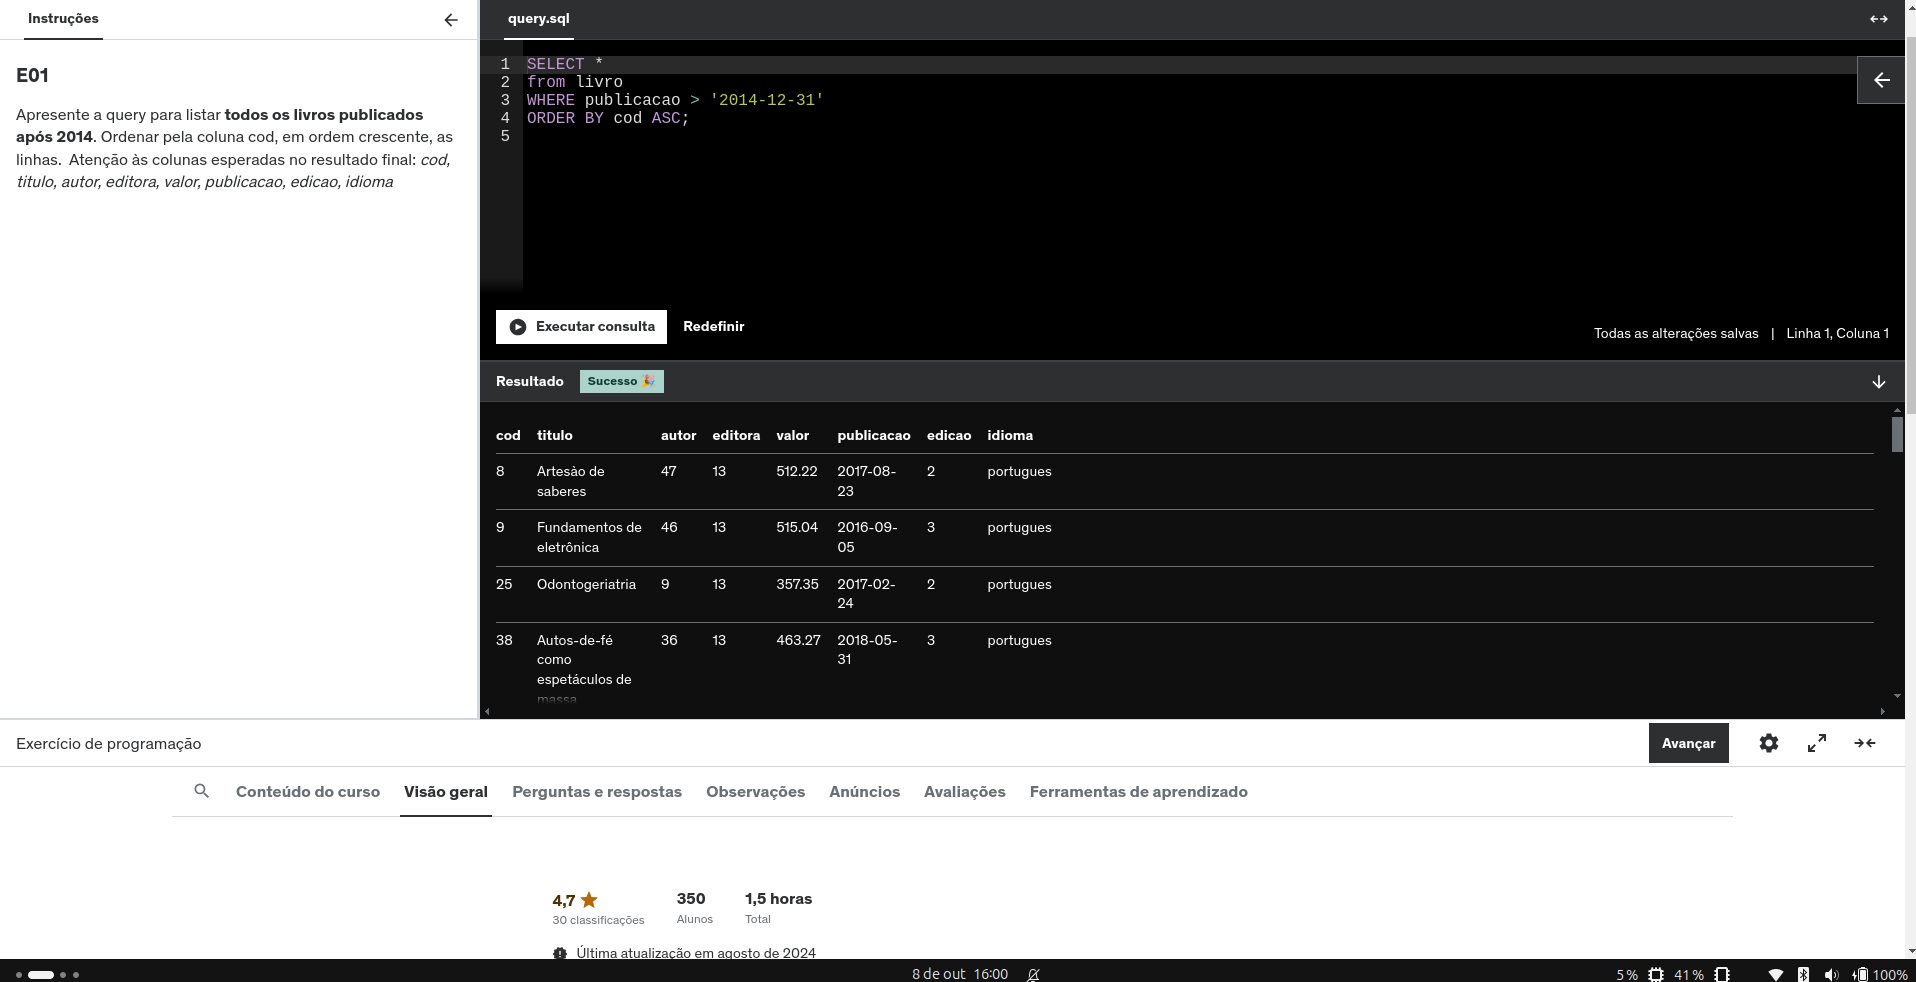 Instruções
E01
Apresente a query para listar todos os livros publicados
após 2014. Ordenar pela coluna cod, em ordem crescente, as
linhas.  Atenção às colunas esperadas no resultado final: cod,
titulo, autor, editora, valor, publicacao, edicao, idioma
query.sql
1 SELECT *
2 from livro
3 WHERE publicacao > '2014-12-31'
4 ORDER BY cod ASC;
5
Executar consulta Redefinir
Todas as alterações salvas | Linha 1, Coluna 1
Resultado Sucesso 🎉
cod titulo autor editora valor publicacao edicao idioma
8 Artesão de 47 13 512.22 2017-08- 2 portugues
saberes 23
9 Fundamentos de 46 13 515.04 2016-09- 3 portugues
eletrônica 05
25 Odontogeriatria 9 13 357.35 2017-02- 2 portugues
24
38 Autos-de-fé 36 13 463.27 2018-05- 3 portugues
como 31
espetáculos de
massa
Exercício de programação
Avançar
Conteúdo do curso Visão geral Perguntas e respostas Observações Anúncios Avaliações Ferramentas de aprendizado
4,7 350 1,5 horas
30 classificações Alunos Total
Última atualização em agosto de 2024
8 de out 16:00
5% 41% 100%